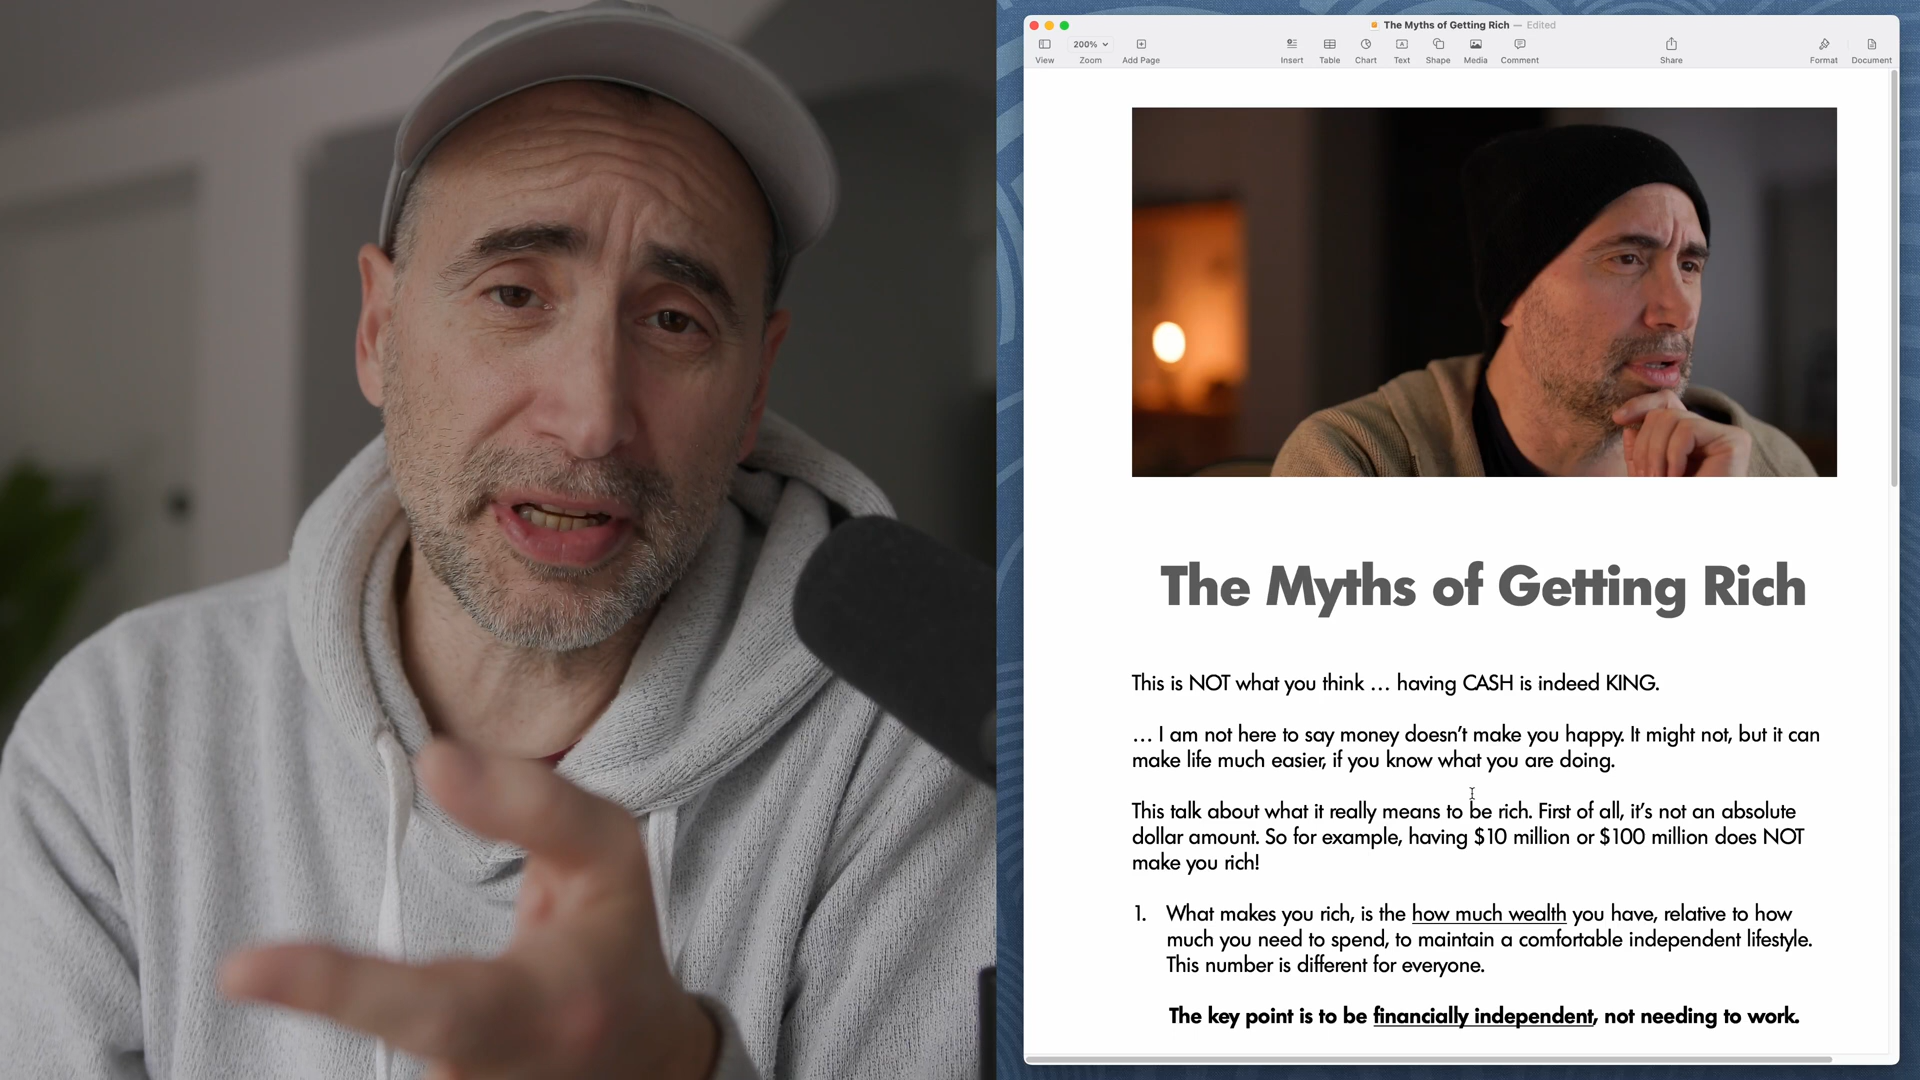 The Myths of Getting Rich — Edited
200%
View Zoom Add Page Insert Table Chart Text Shape Media Comment Share Format Document
The Myths of Getting Rich
This is NOT what you think … having CASH is indeed KING.
… I am not here to say money doesn’t make you happy. It might not, but it can
make life much easier, if you know what you are doing.
This talk about what it really means to be rich. First of all, it’s not an absolute
dollar amount. So for example, having $10 million or $100 million does NOT
make you rich!
1. What makes you rich, is the how much wealth you have, relative to how
much you need to spend, to maintain a comfortable independent lifestyle.
This number is different for everyone.
The key point is to be financially independent, not needing to work.